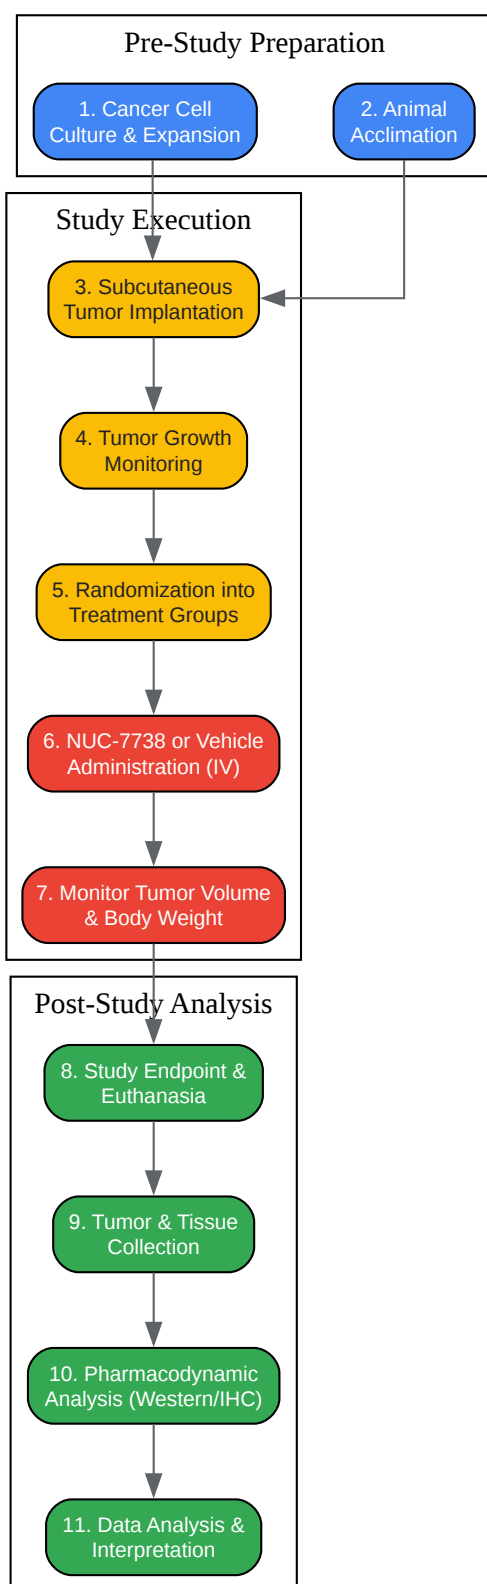 Pre-Study Preparation
1. Cancer Cell
Culture & Expansion
2. Animal
Acclimation
Study Execution
3. Subcutaneous
Tumor Implantation
4. Tumor Growth
Monitoring
5. Randomization into
Treatment Groups
6. NUC-7738 or Vehicle
Administration (IV)
7. Monitor Tumor Volume
& Body Weight
Post-Study Analysis
8. Study Endpoint &
Euthanasia
9. Tumor & Tissue
Collection
10. Pharmacodynamic
Analysis (Western/IHC)
11. Data Analysis &
Interpretation